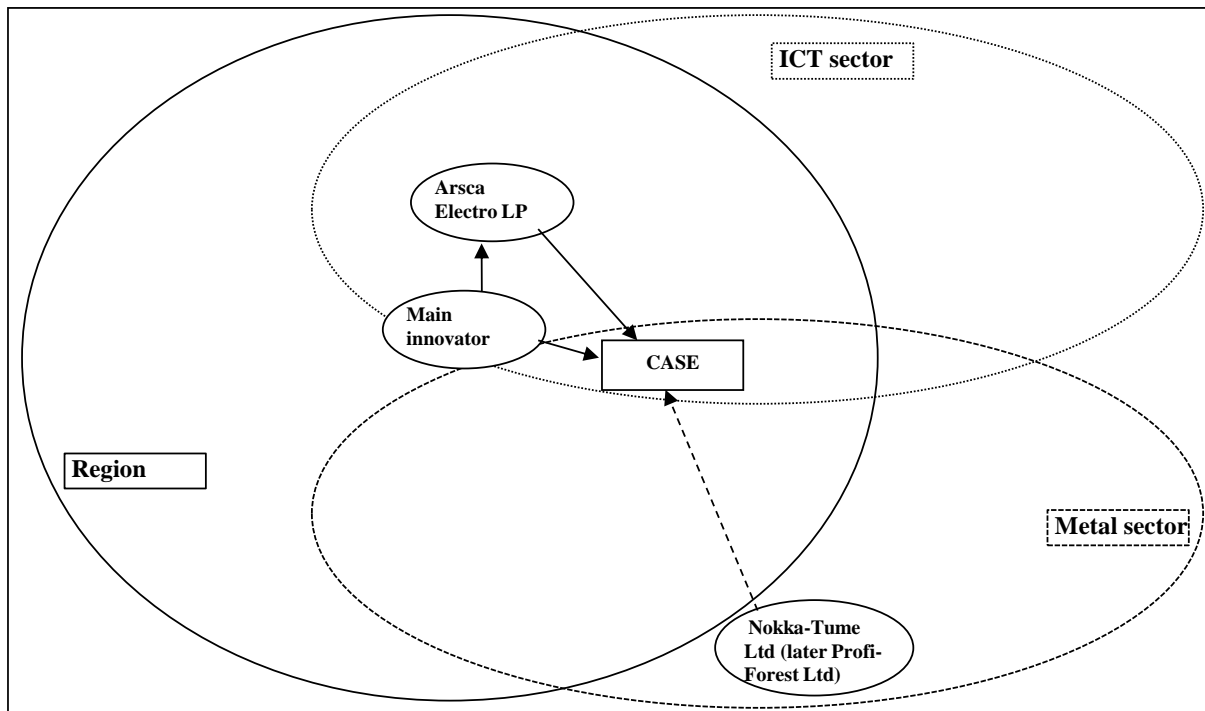 ICT sector
Arsca
Electro LP
Main
innovator
CASE
Region
Metal sector
Nokka-Tume
Ltd (later Profi-
Forest Ltd)